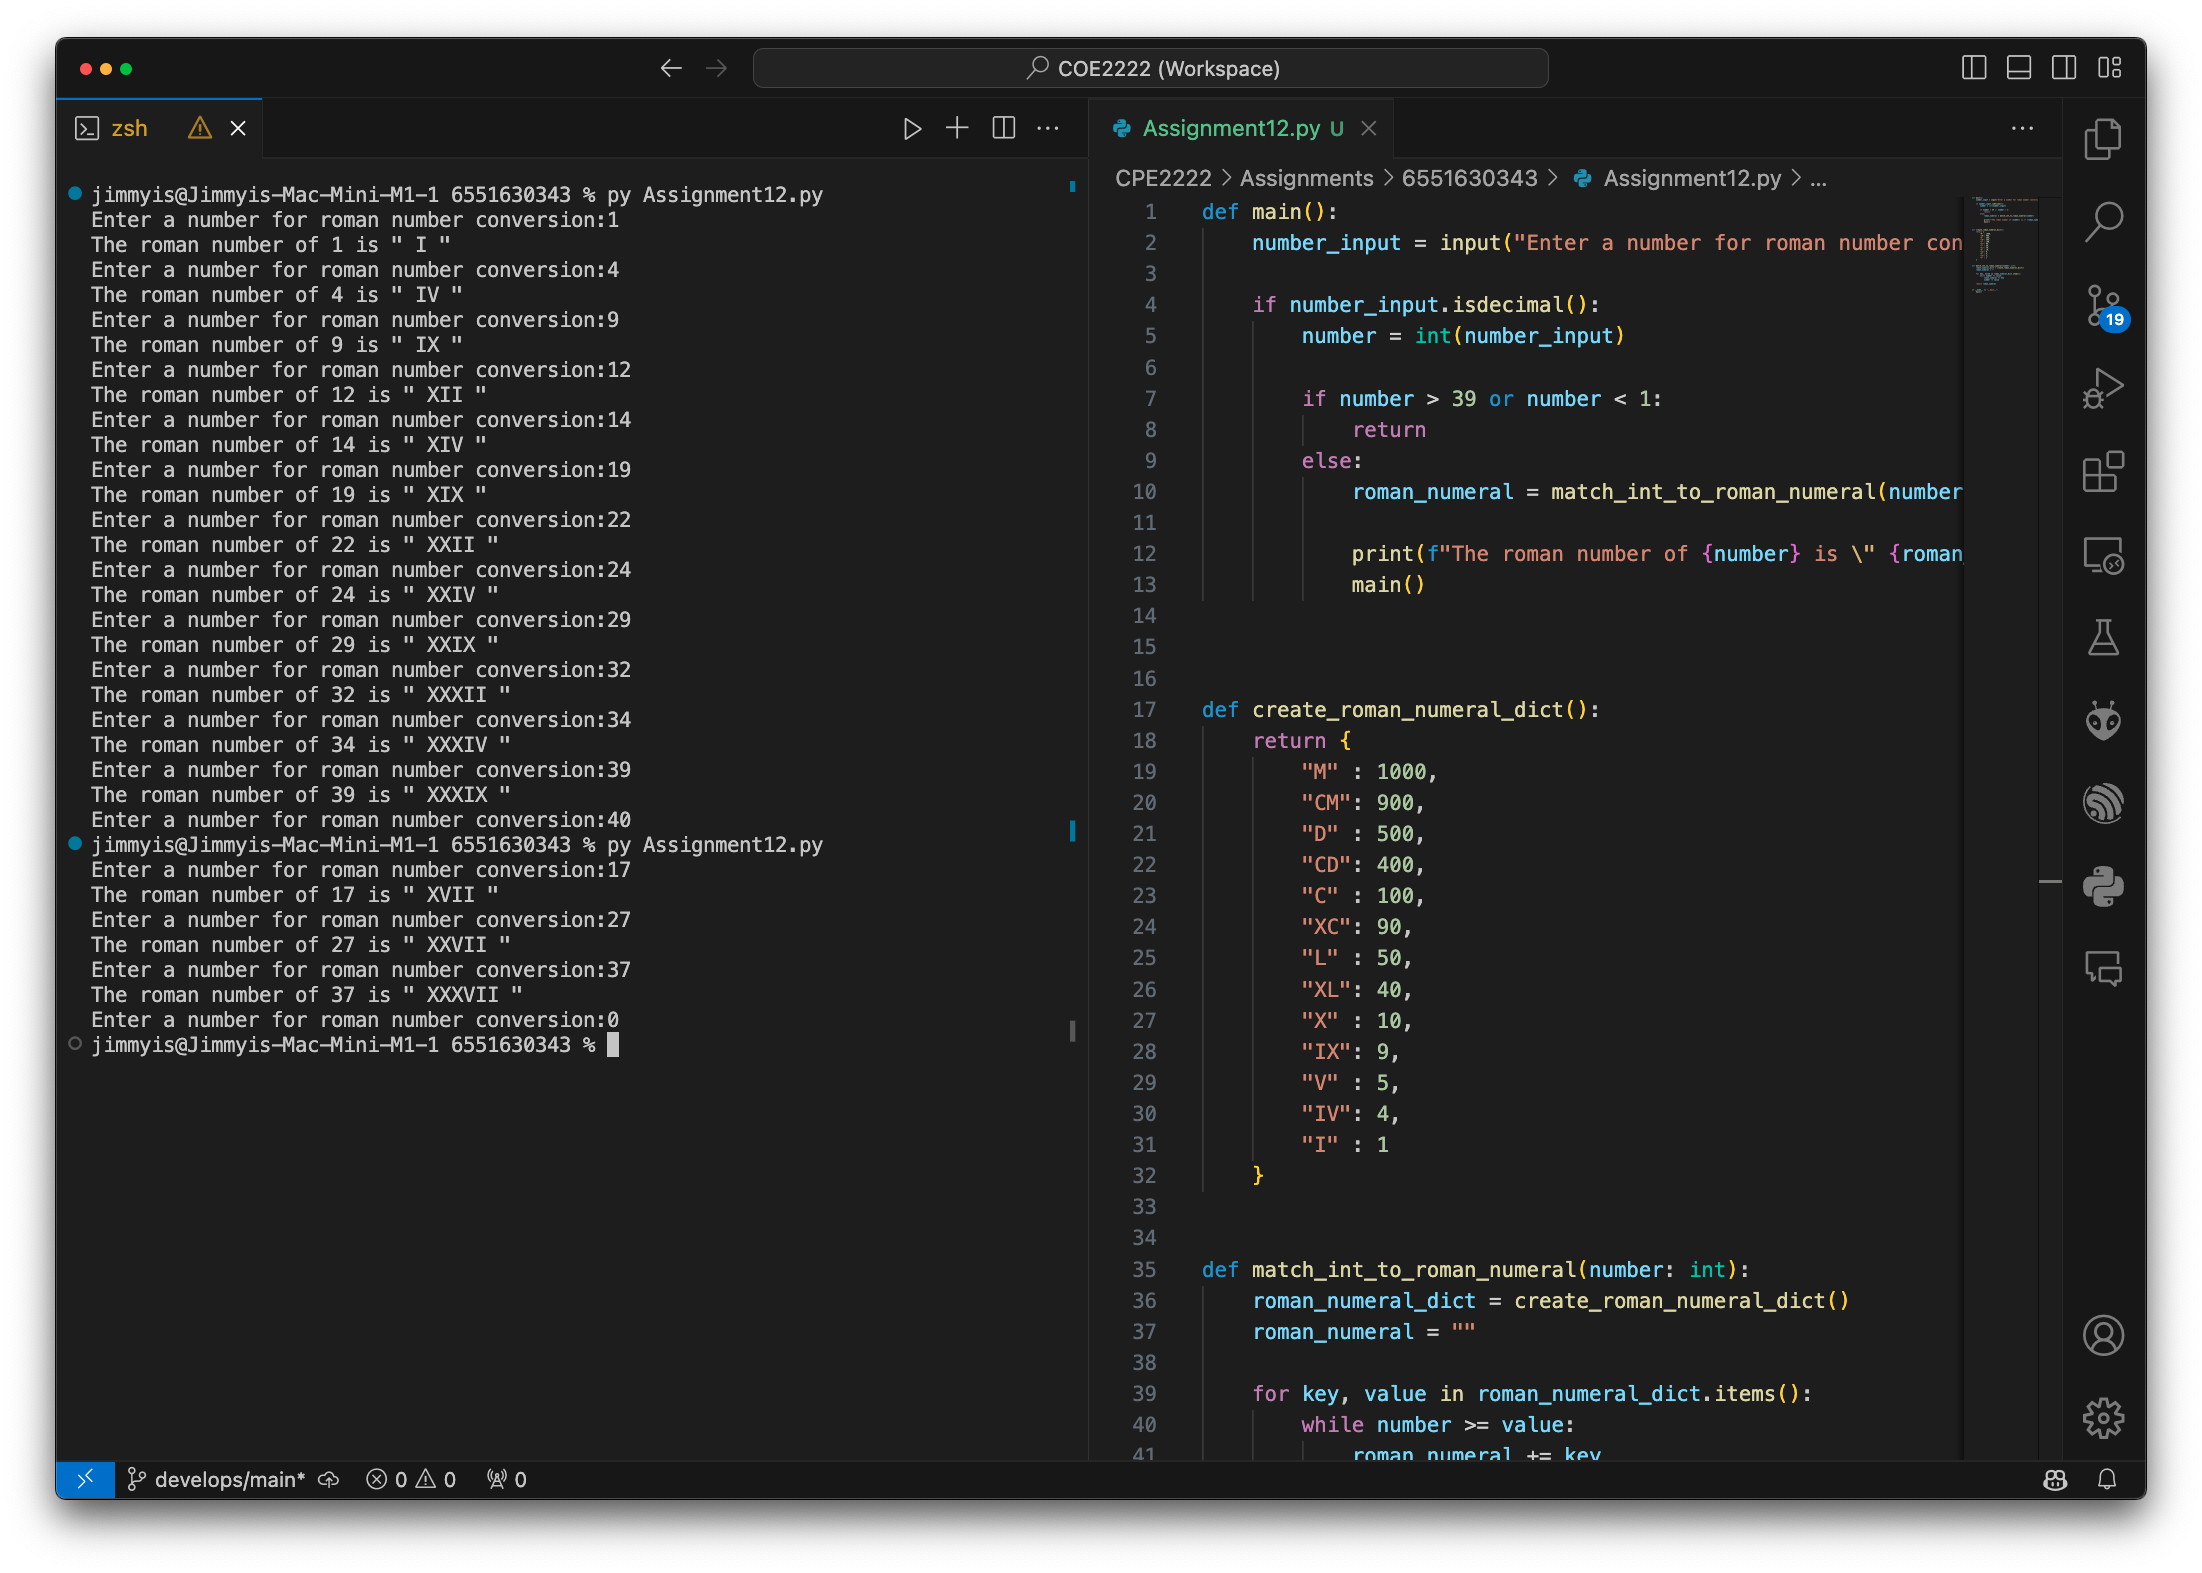 COE2222 (Workspace)
zsh
jimmyis@Jimmyis-Mac-Mini-M1-1 6551630343 % py Assignment12.py
Enter a number for roman number conversion:1
The roman number of 1 is " I "
Enter a number for roman number conversion:4
The roman number of 4 is " IV "
Enter a number for roman number conversion:9
The roman number of 9 is " IX "
Enter a number for roman number conversion:12
The roman number of 12 is " XII "
Enter a number for roman number conversion:14
The roman number of 14 is " XIV "
Enter a number for roman number conversion:19
The roman number of 19 is " XIX "
Enter a number for roman number conversion:22
The roman number of 22 is " XXII "
Enter a number for roman number conversion:24
The roman number of 24 is " XXIV "
Enter a number for roman number conversion:29
The roman number of 29 is " XXIX "
Enter a number for roman number conversion:32
The roman number of 32 is " XXXII "
Enter a number for roman number conversion:34
The roman number of 34 is " XXXIV "
Enter a number for roman number conversion:39
The roman number of 39 is " XXXIX "
Enter a number for roman number conversion:40
jimmyis@Jimmyis-Mac-Mini-M1-1 6551630343 % py Assignment12.py
Enter a number for roman number conversion:17
The roman number of 17 is " XVII "
Enter a number for roman number conversion:27
The roman number of 27 is " XXVII "
Enter a number for roman number conversion:37
The roman number of 37 is " XXXVII "
Enter a number for roman number conversion:0
jimmyis@Jimmyis-Mac-Mini-M1-1 6551630343 %
Assignment12.py U
CPE2222 > Assignments > 6551630343 > Assignment12.py > ...
1 def main():
2     number_input = input("Enter a number for roman number con
3
4     if number_input.isdecimal():
5         number = int(number_input)
6
7         if number > 39 or number < 1:
8             return
9         else:
10             roman_numeral = match_int_to_roman_numeral(number
11
12             print(f"The roman number of {number} is \" {roman_
13             main()
14
15
16
17 def create_roman_numeral_dict():
18     return {
19         "M" : 1000,
20         "CM": 900,
21         "D" : 500,
22         "CD": 400,
23         "C" : 100,
24         "XC": 90,
25         "L" : 50,
26         "XL": 40,
27         "X" : 10,
28         "IX": 9,
29         "V" : 5,
30         "IV": 4,
31         "I" : 1
32     }
33
34
35 def match_int_to_roman_numeral(number: int):
36     roman_numeral_dict = create_roman_numeral_dict()
37     roman_numeral = ""
38
39     for key, value in roman_numeral_dict.items():
40         while number >= value:
41             roman_numeral += key
19
develops/main* 0 0 0